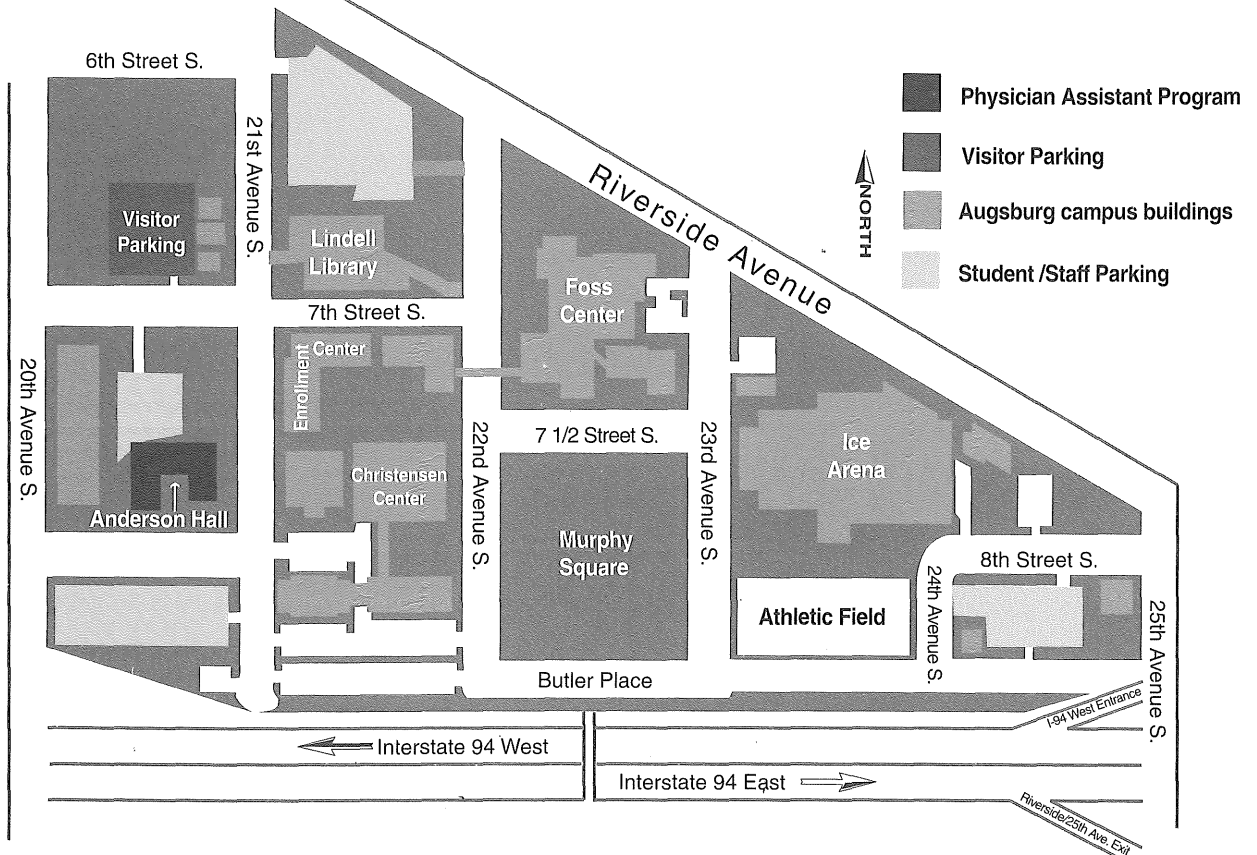 6th Street S.
21st Avenue S.
Visitor
Parking
Lindell
Library
Riverside Avenue
NORTH
Physician Assistant Program
Visitor Parking
Augsburg campus buildings
Student /Staff Parking
Foss
Center
7th Street S.
20th Avenue S.
Enrollment
Center
Christensen
Center
22nd Avenue S.
7 1/2 Street S.
23rd Avenue S.
Ice
Arena
Anderson Hall
Murphy
Square
8th Street S.
Athletic Field
24th Avenue S.
25th Avenue S.
Butler Place
I-94 West Entrance
Interstate 94 West
Interstate 94 East
Riverside/25th Ave. Exit